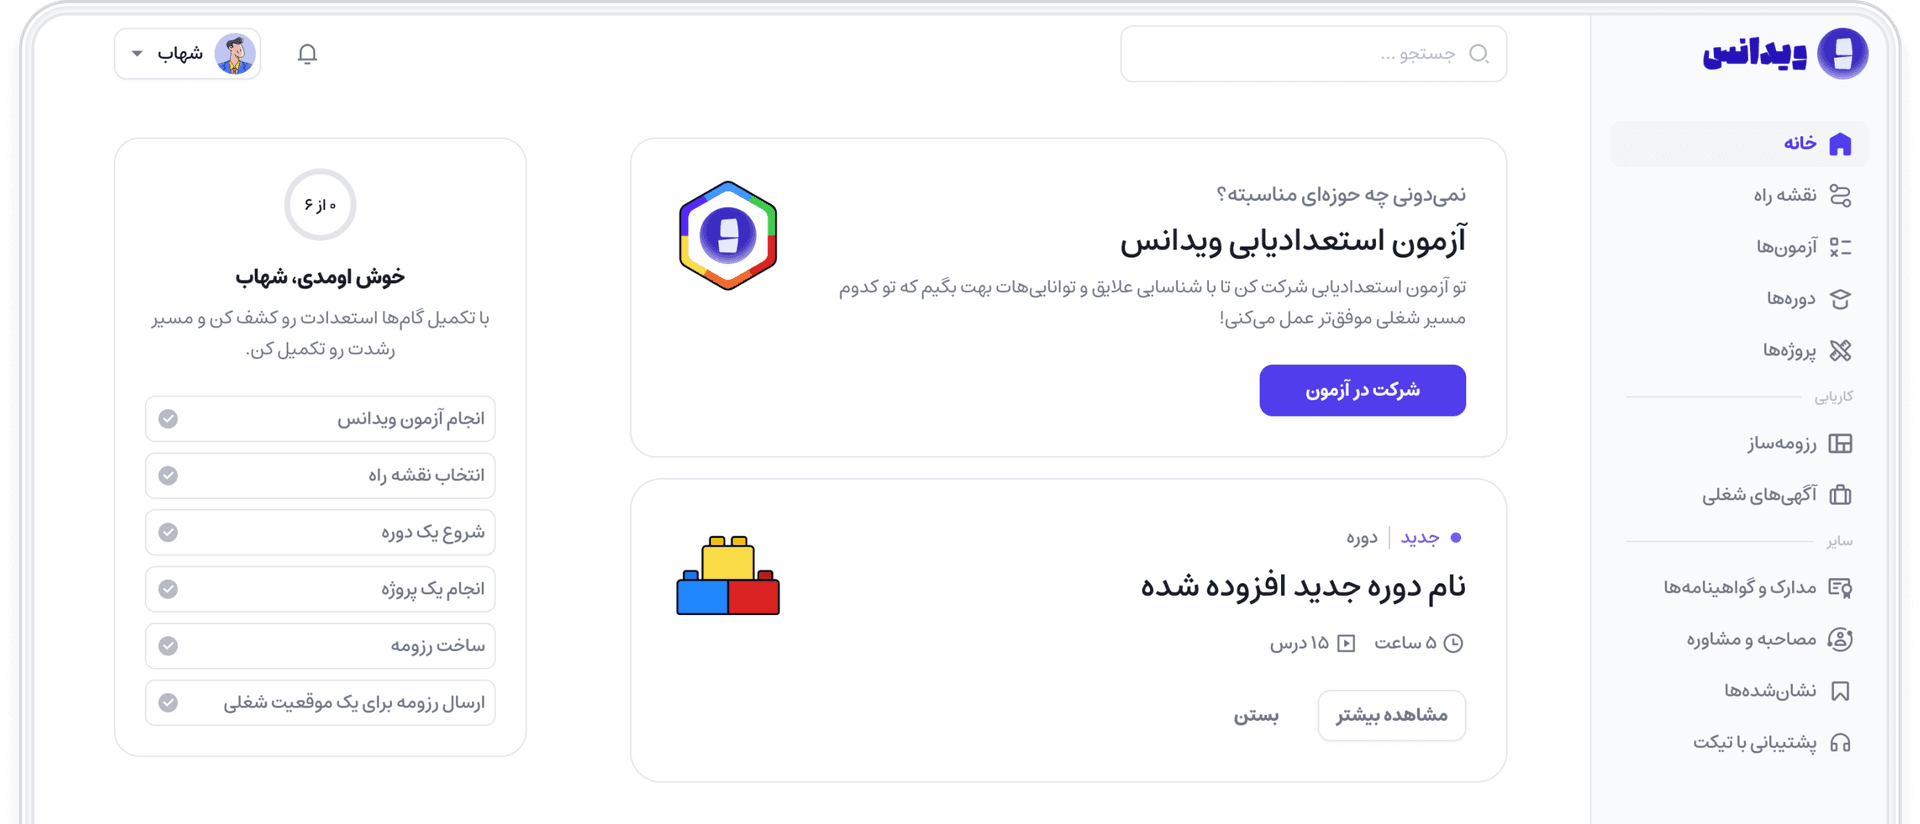 ویدانس
خانه
نقشه راه
آزمون‌ها
دوره‌ها
پروژه‌ها
کاریابی
رزومه‌ساز
آگهی‌های شغلی
سایر
مدارک و گواهینامه‌ها
مصاحبه و مشاوره
نشان‌شده‌ها
پشتیبانی با تیکت
جستجو ...
شهاب
نمی‌دونی چه حوزه‌ای مناسبته؟
آزمون استعدادیابی ویدانس
تو آزمون استعدادیابی شرکت کن تا با شناسایی علایق و توانایی‌هات بهت بگیم که تو کدوم
مسیر شغلی موفق‌تر عمل می‌کنی!
شرکت در آزمون
جدید | دوره
نام دوره جدید افزوده شده
۵ ساعت ۱۵ درس
مشاهده بیشتر بستن
۰ از ۶
خوش اومدی، شهاب
با تکمیل گام‌ها استعدادت رو کشف کن و مسیر
رشدت رو تکمیل کن.
انجام آزمون ویدانس
انتخاب نقشه راه
شروع یک دوره
انجام یک پروژه
ساخت رزومه
ارسال رزومه برای یک موقعیت شغلی